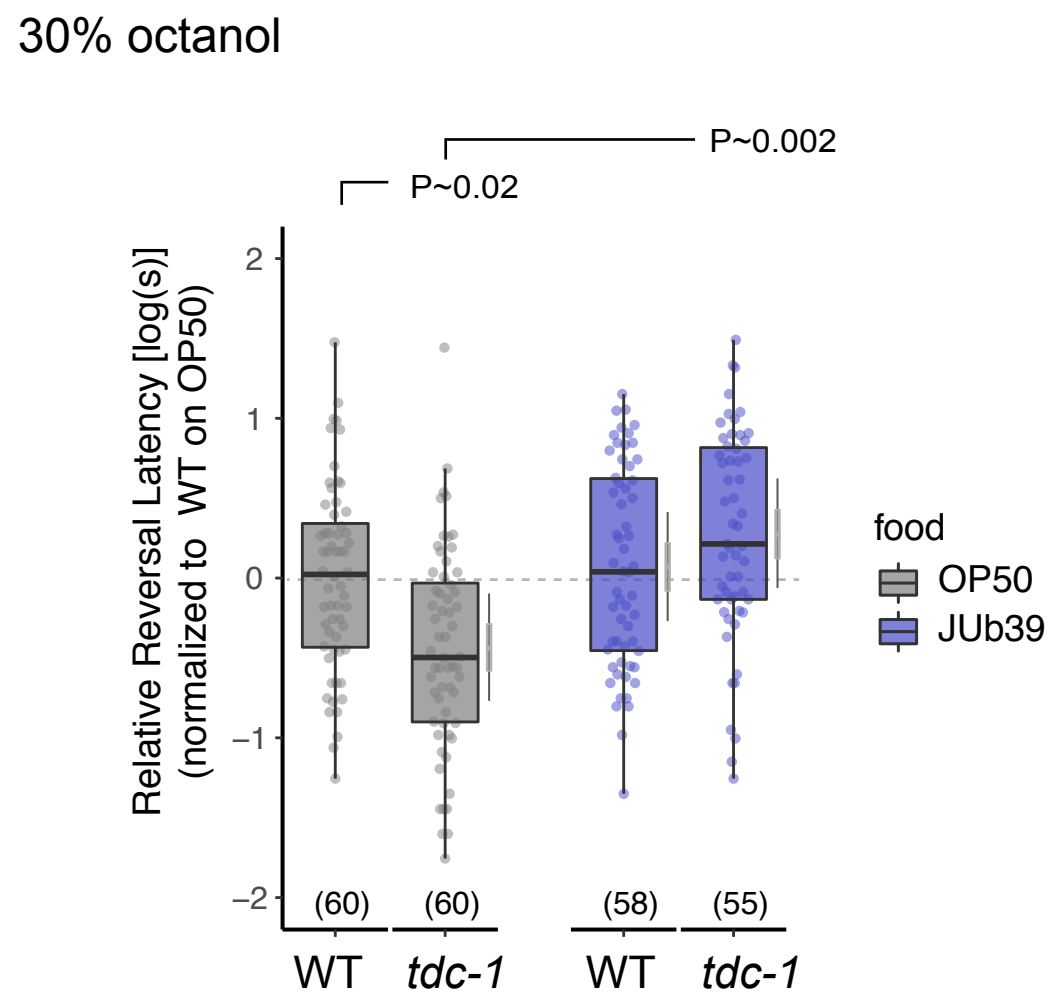 30% octanol
P~0.002
P~0.02
Relative Reversal Latency [log(s)]
(normalized to WT on OP50)
2
1
0
−1
−2
(60) (60) (58) (55)
WT tdc-1 WT tdc-1
food
OP50
JUb39